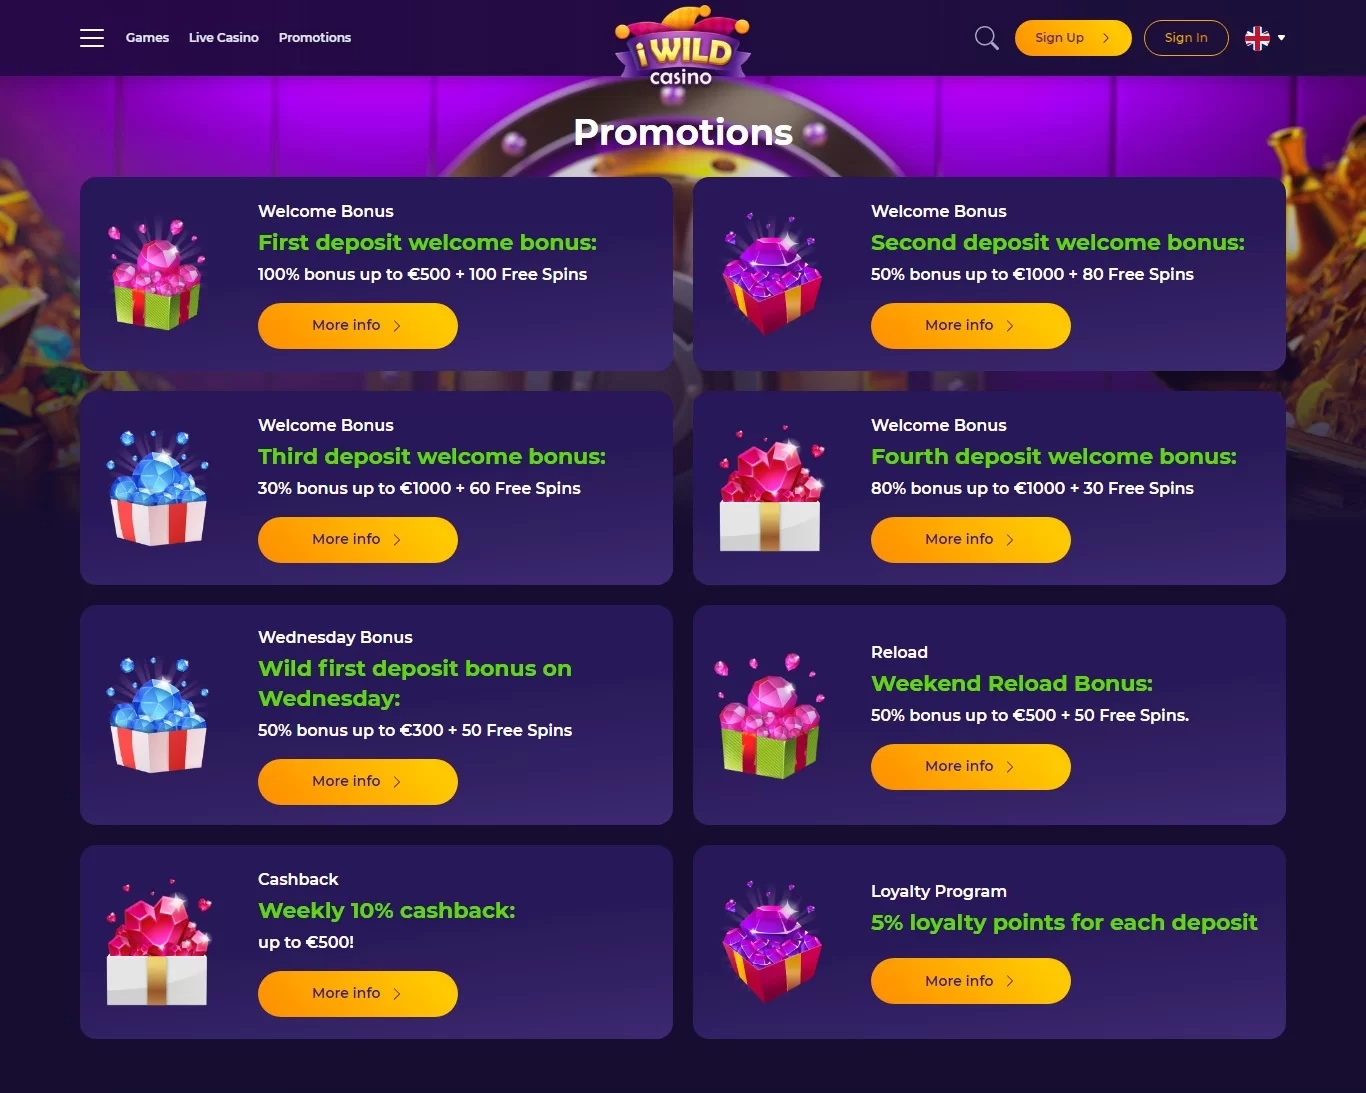 Games
Live Casino
Promotions
i WILD
casino
Sign Up
Sign In
Promotions
Welcome Bonus
First deposit welcome bonus:
100% bonus up to €500 + 100 Free Spins
More info
Welcome Bonus
Second deposit welcome bonus:
50% bonus up to €1000 + 80 Free Spins
More info
Welcome Bonus
Third deposit welcome bonus:
30% bonus up to €1000 + 60 Free Spins
More info
Welcome Bonus
Fourth deposit welcome bonus:
80% bonus up to €1000 + 30 Free Spins
More info
Wednesday Bonus
Wild first deposit bonus on
Wednesday:
50% bonus up to €300 + 50 Free Spins
More info
Reload
Weekend Reload Bonus:
50% bonus up to €500 + 50 Free Spins.
More info
Cashback
Weekly 10% cashback:
up to €500!
More info
Loyalty Program
5% loyalty points for each deposit
More info